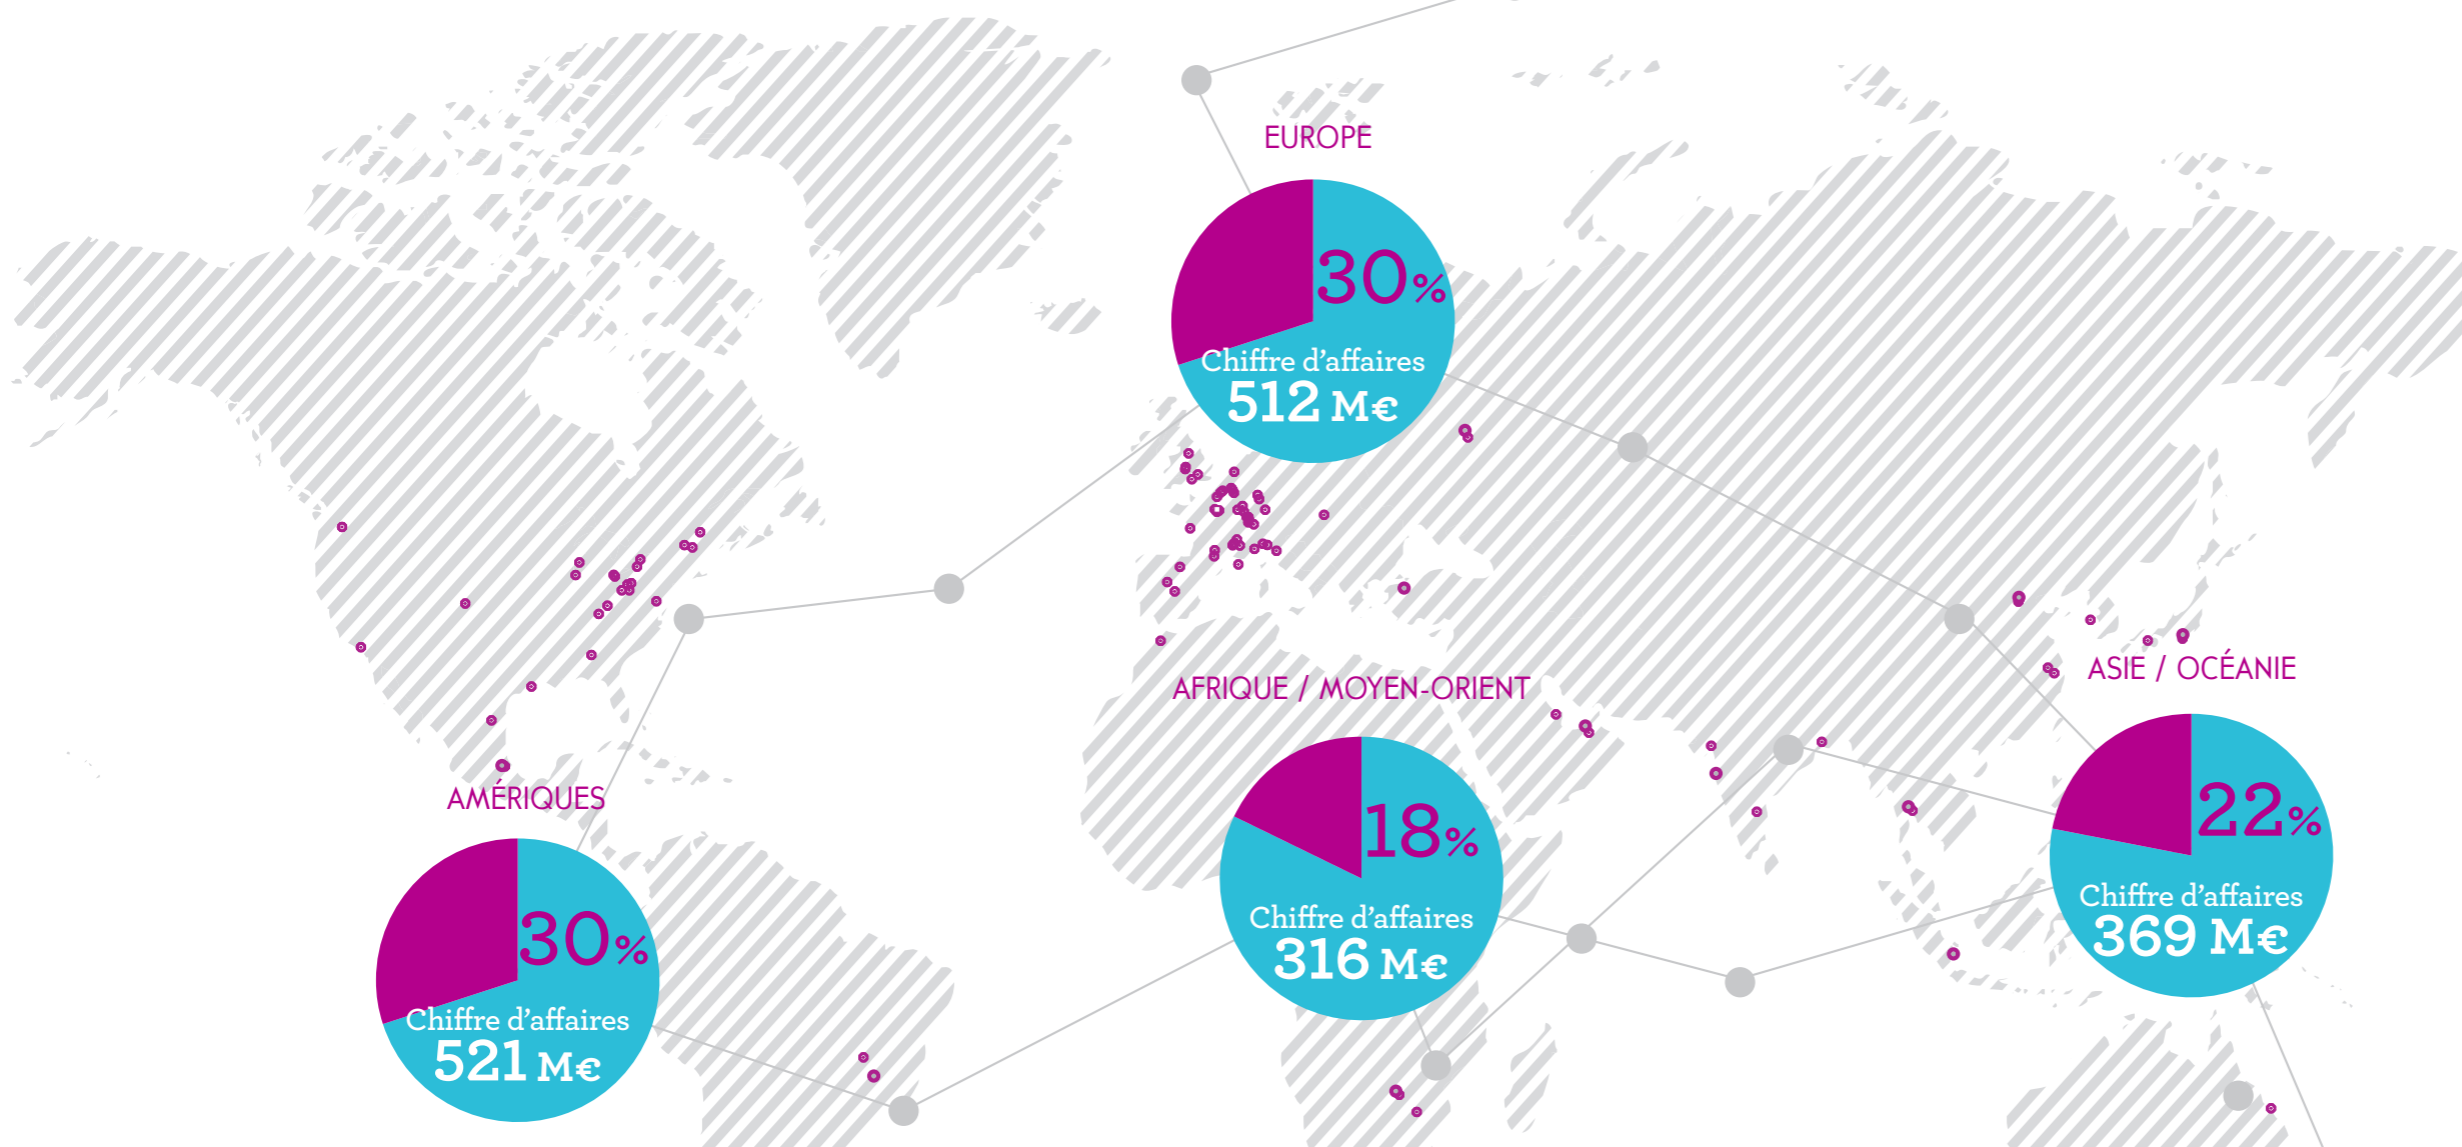 EUROPE
30%
Chiffre d’affaires
512 M€
AFRIQUE / MOYEN-ORIENT
18%
Chiffre d’affaires
316 M€
ASIE / OCÉANIE
22%
Chiffre d’affaires
369 M€
AMÉRIQUES
30%
Chiffre d’affaires
521 M€